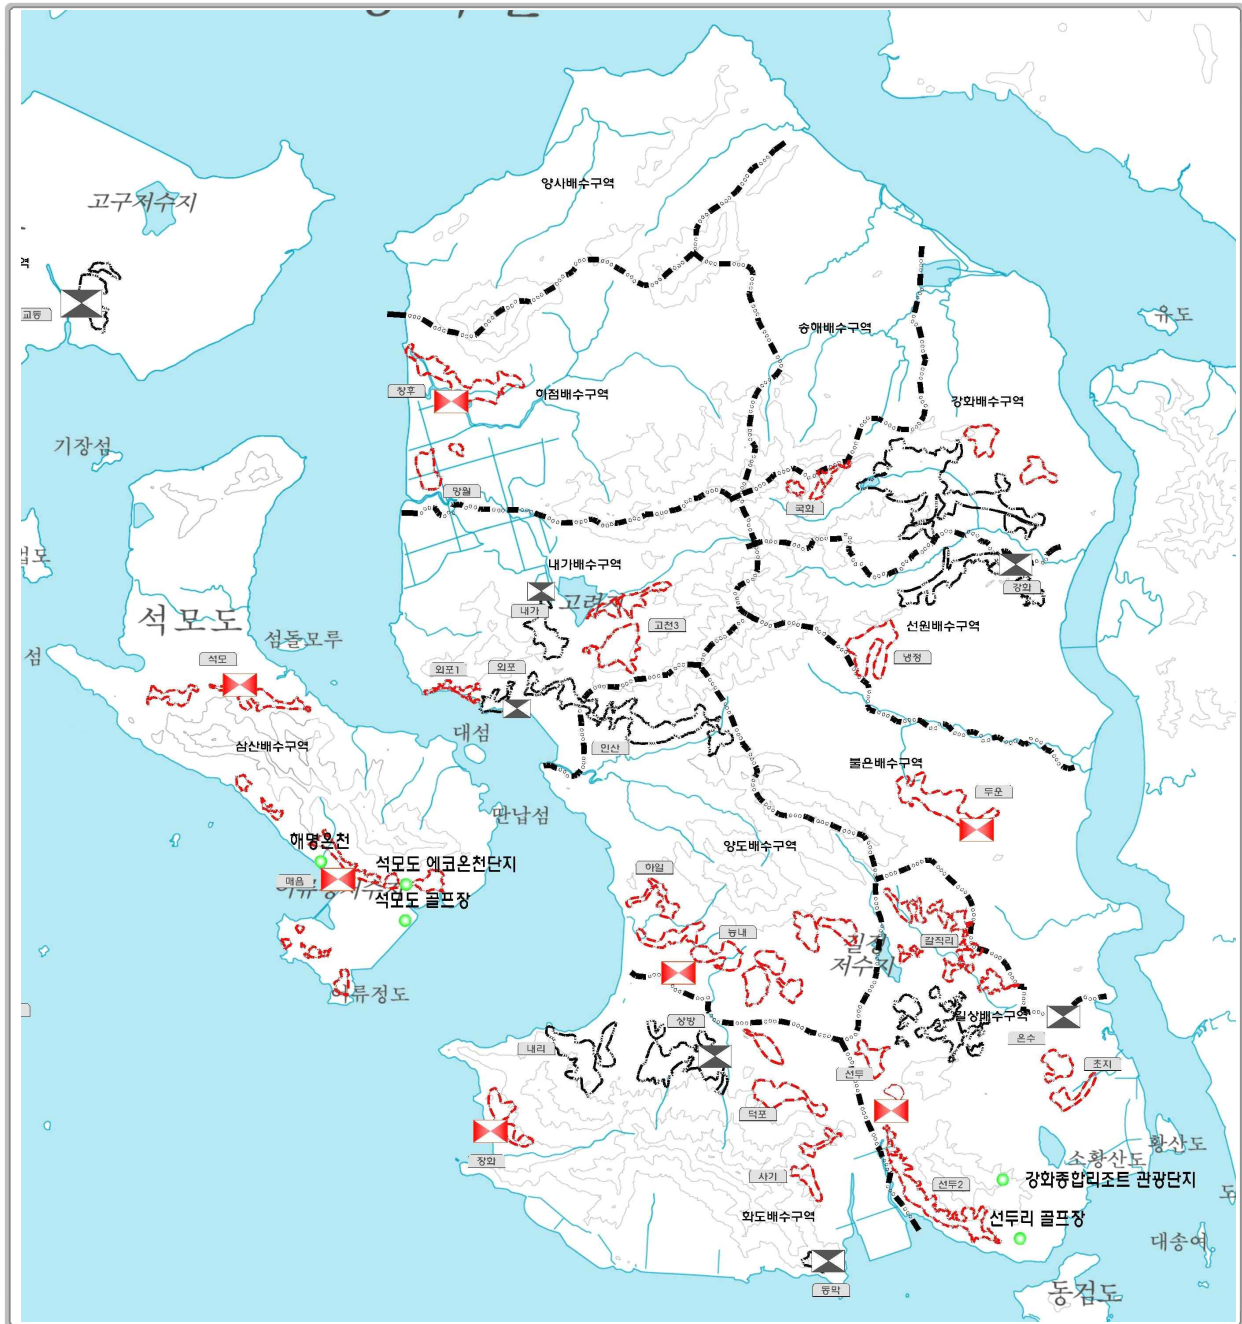 양사배수구역
고구저수지
교동
송해배수구역
유도
창후
하점배수구역
강화배수구역
기장섬
망월
국화
내가배수구역
고려지
내가
고천3
강화
선원배수구역
냉정
석모도
섬돌모루
섬
석모
외포1
외포
대섬
인산
삼산배수구역
불은배수구역
두운
딴납섬
양도배수구역
해명온천
석모도 에코온천단지
매음
석모도 골프장
하일
능내
길정
저수지
갈직리
어류정도
길상배수구역
온수
내리
상방
선두
초지
덕포
장화
사기
선두2
소황산도
황산도
강화종합리조트 관광단지
화도배수구역
선두리 골프장
대송여
동막
동검도